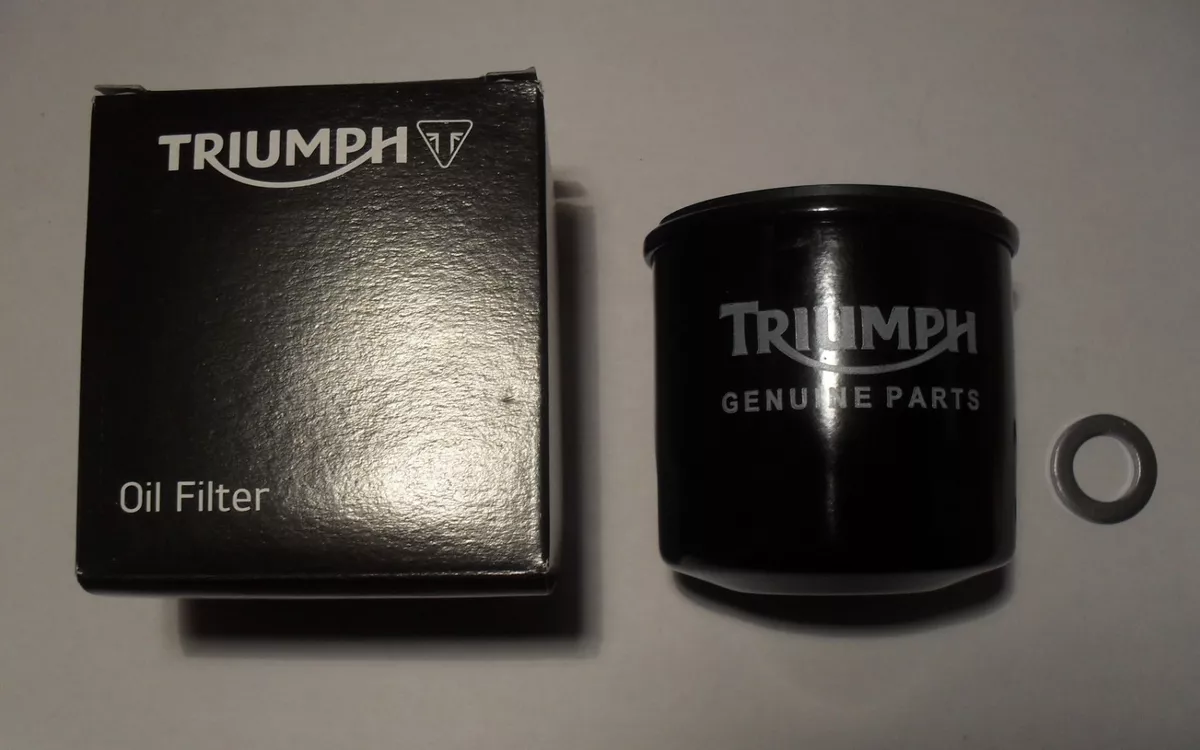 TRIUMPH
Oil Filter
TRIUMPH
GENUINE PARTS